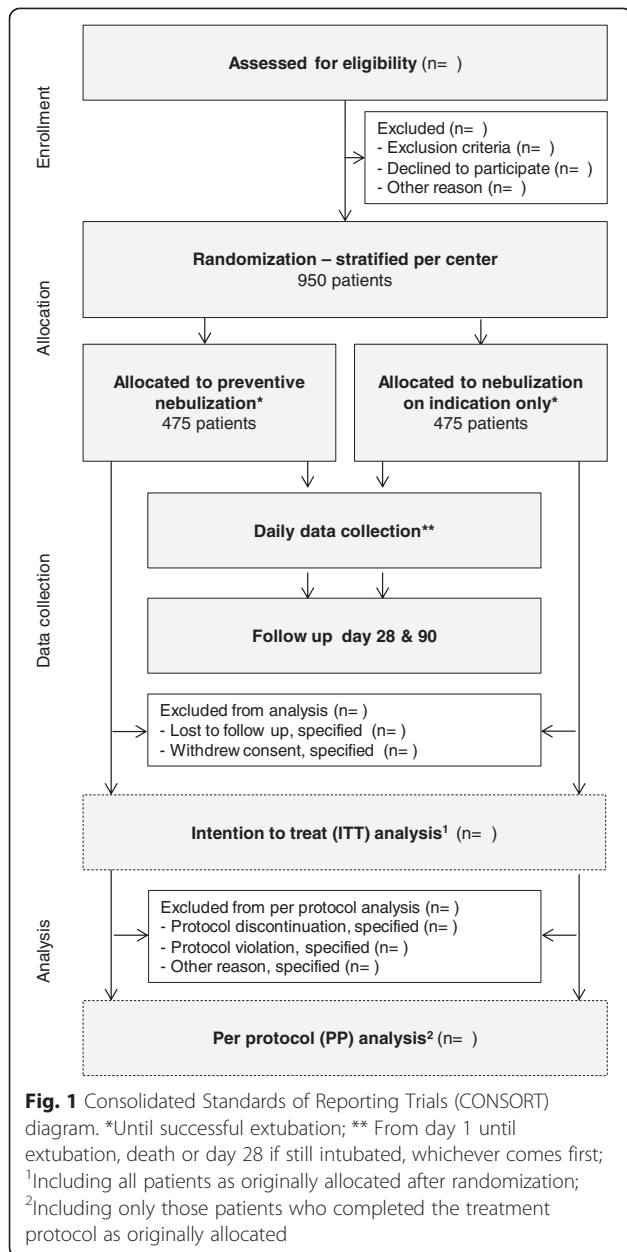 Enrollment
Assessed for eligibility (n= )
Excluded (n= )
- Exclusion criteria (n= )
- Declined to participate (n= )
- Other reason (n= )
Allocation
Randomization – stratified per center
950 patients
Allocated to preventive
nebulization*
475 patients
Allocated to nebulization
on indication only*
475 patients
Data collection
Daily data collection**
Follow up day 28 & 90
Excluded from analysis (n= )
- Lost to follow up, specified (n= )
- Withdrew consent, specified (n= )
Analysis
Intention to treat (ITT) analysis¹ (n= )
Excluded from per protocol analysis (n= )
- Protocol discontinuation, specified (n= )
- Protocol violation, specified (n= )
- Other reason, specified (n= )
Per protocol (PP) analysis² (n= )
Fig. 1 Consolidated Standards of Reporting Trials (CONSORT)
diagram. *Until successful extubation; ** From day 1 until
extubation, death or day 28 if still intubated, whichever comes first;
¹Including all patients as originally allocated after randomization;
²Including only those patients who completed the treatment
protocol as originally allocated